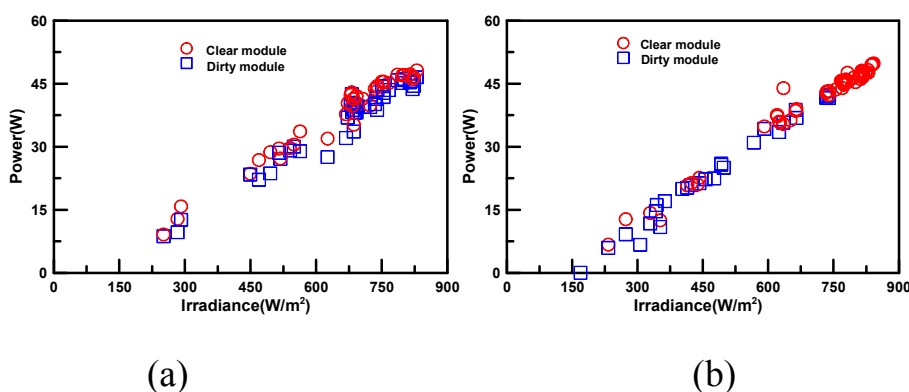 60
45
30
15
0
Power(W)
Clear module
Dirty module
0 150 300 450 600 750 900
Irradiance(W/m²)
(a)
60
45
30
15
0
Power(W)
Clear module
Dirty module
0 150 300 450 600 750 900
Irradiance(W/m²)
(b)